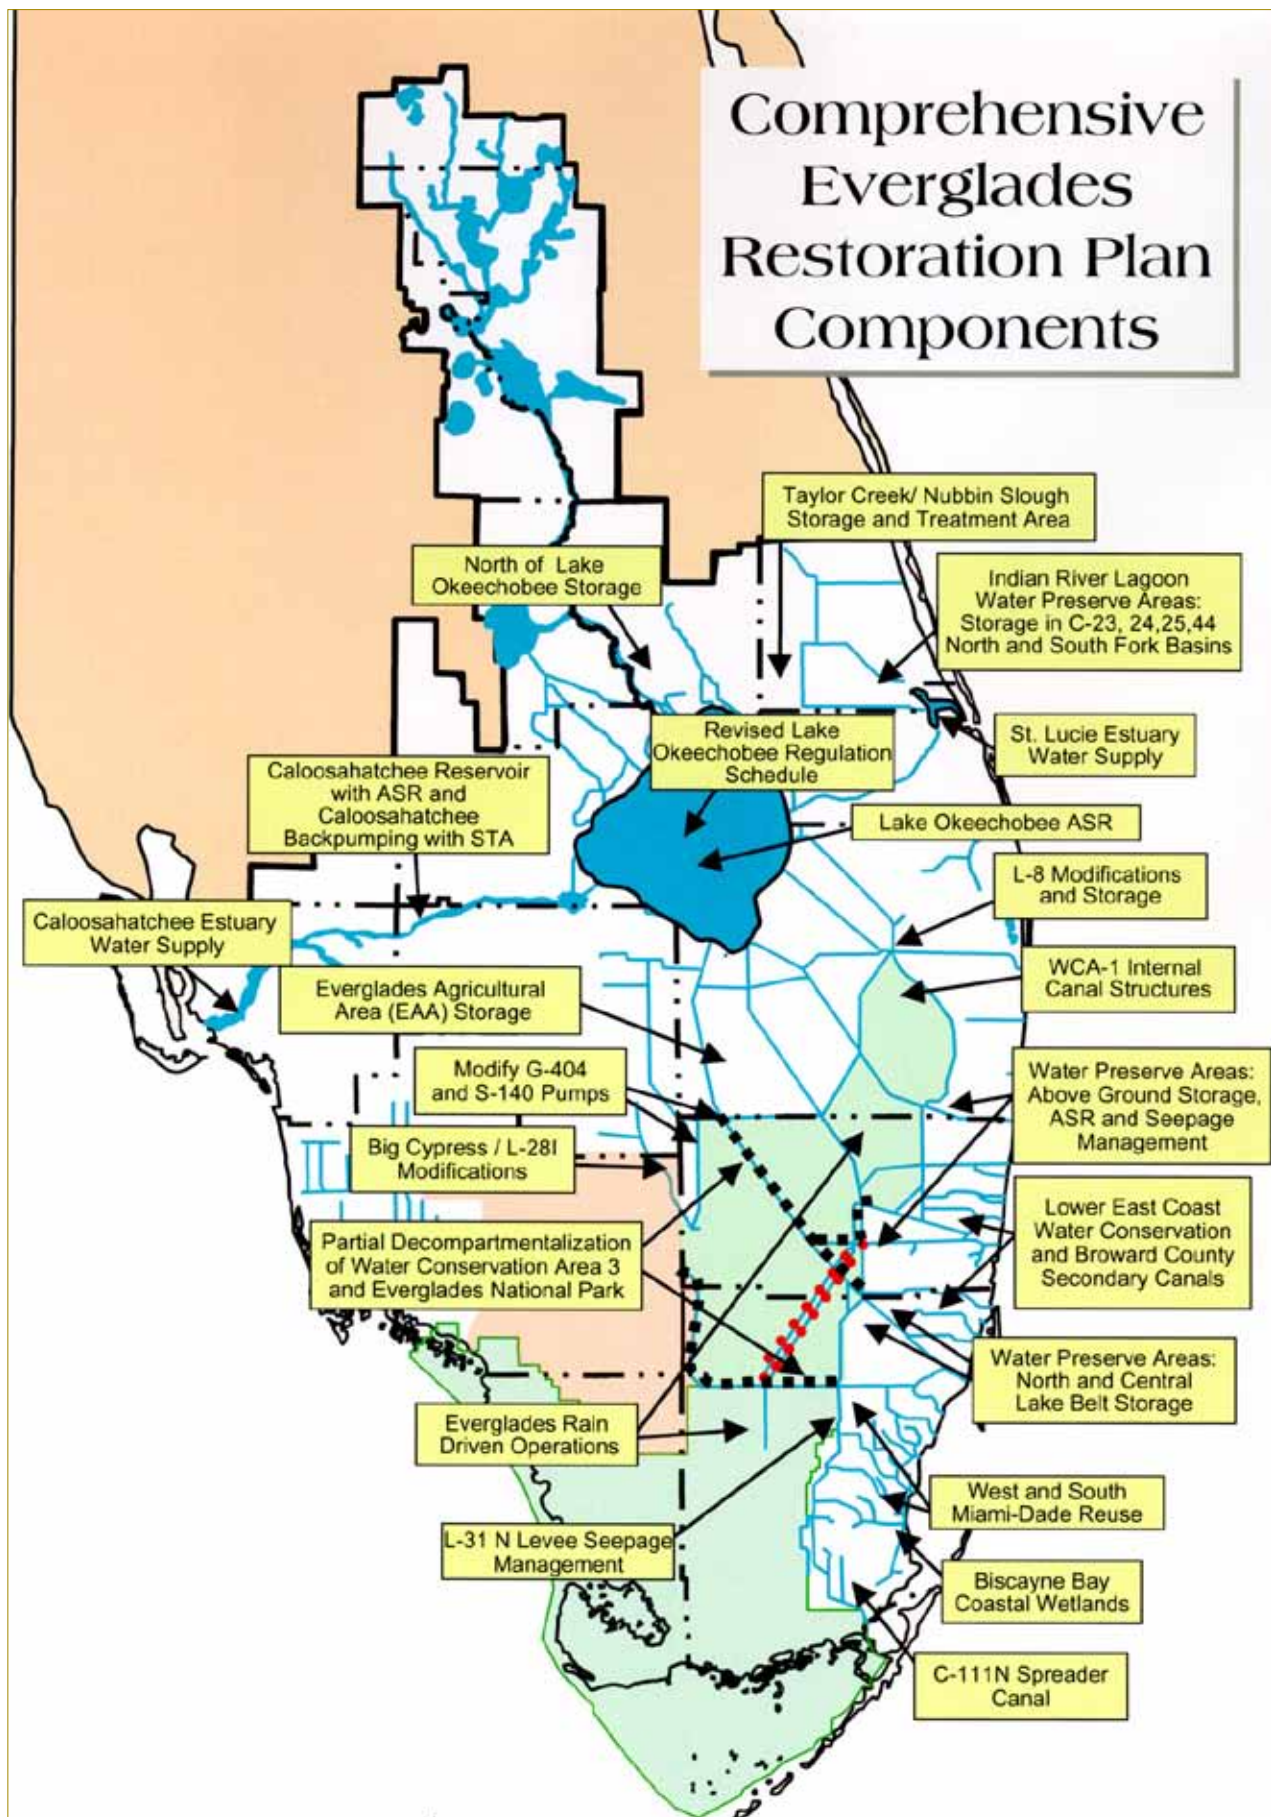 Comprehensive
Everglades
Restoration Plan
Components
Taylor Creek/ Nubbin Slough
Storage and Treatment Area
North of Lake
Okeechobee Storage
Indian River Lagoon
Water Preserve Areas:
Storage in C-23, 24,25,44
North and South Fork Basins
Revised Lake
Okeechobee Regulation
Schedule
St. Lucie Estuary
Water Supply
Caloosahatchee Reservoir
with ASR and
Caloosahatchee
Backpumping with STA
Lake Okeechobee ASR
L-8 Modifications
and Storage
Caloosahatchee Estuary
Water Supply
WCA-1 Internal
Canal Structures
Everglades Agricultural
Area (EAA) Storage
Modify G-404
and S-140 Pumps
Water Preserve Areas:
Above Ground Storage,
ASR and Seepage
Management
Big Cypress / L-28I
Modifications
Lower East Coast
Water Conservation
and Broward County
Secondary Canals
Partial Decompartmentalization
of Water Conservation Area 3
and Everglades National Park
Water Preserve Areas:
North and Central
Lake Belt Storage
Everglades Rain
Driven Operations
West and South
Miami-Dade Reuse
L-31 N Levee Seepage
Management
Biscayne Bay
Coastal Wetlands
C-111N Spreader
Canal